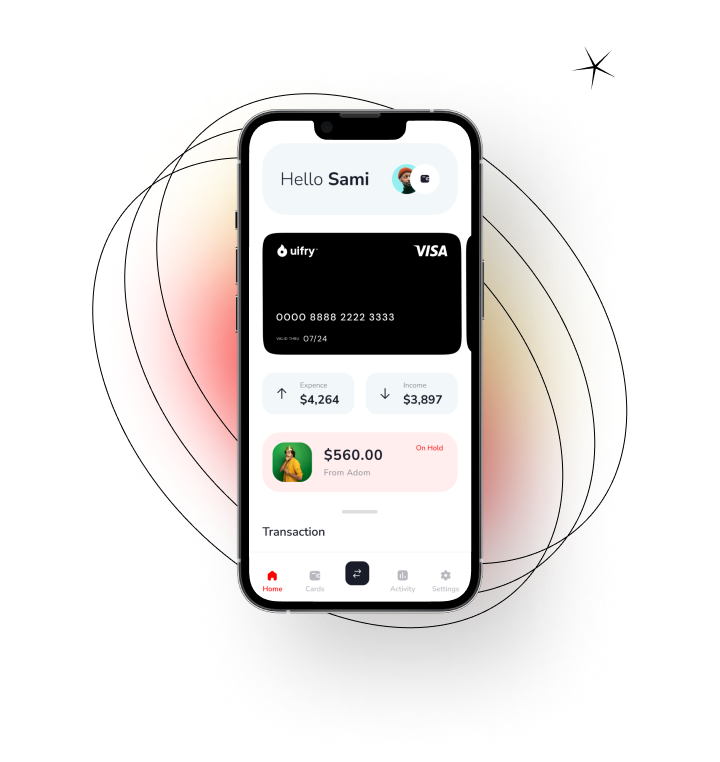 Hello Sami
uifry
VISA
0000 8888 2222 3333
VALID THRU 07/24
Expence
$4,264
Income
$3,897
$560.00
On Hold
From Adom
Transaction
Home
Cards
Activity
Settings